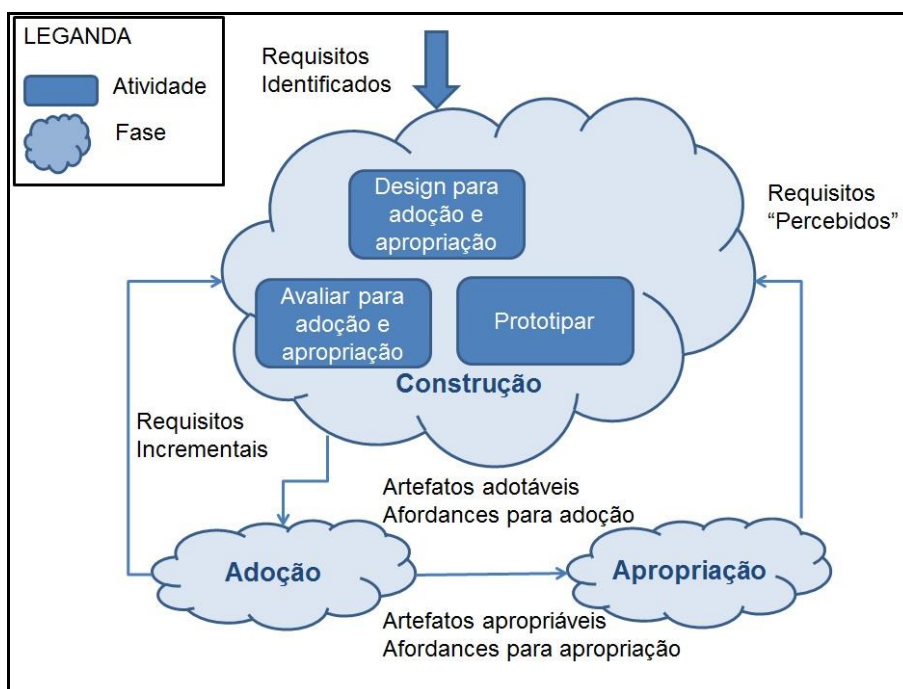 LEGANDA
Atividade
Fase
Requisitos
Identificados
Design para
adoção e
apropriação
Requisitos
“Percebidos”
Avaliar para
adoção e
apropriação
Prototipar
Construção
Requisitos
Incrementais
Artefatos adotáveis
Afordances para adoção
Adoção
Apropriação
Artefatos apropriáveis
Afordances para apropriação